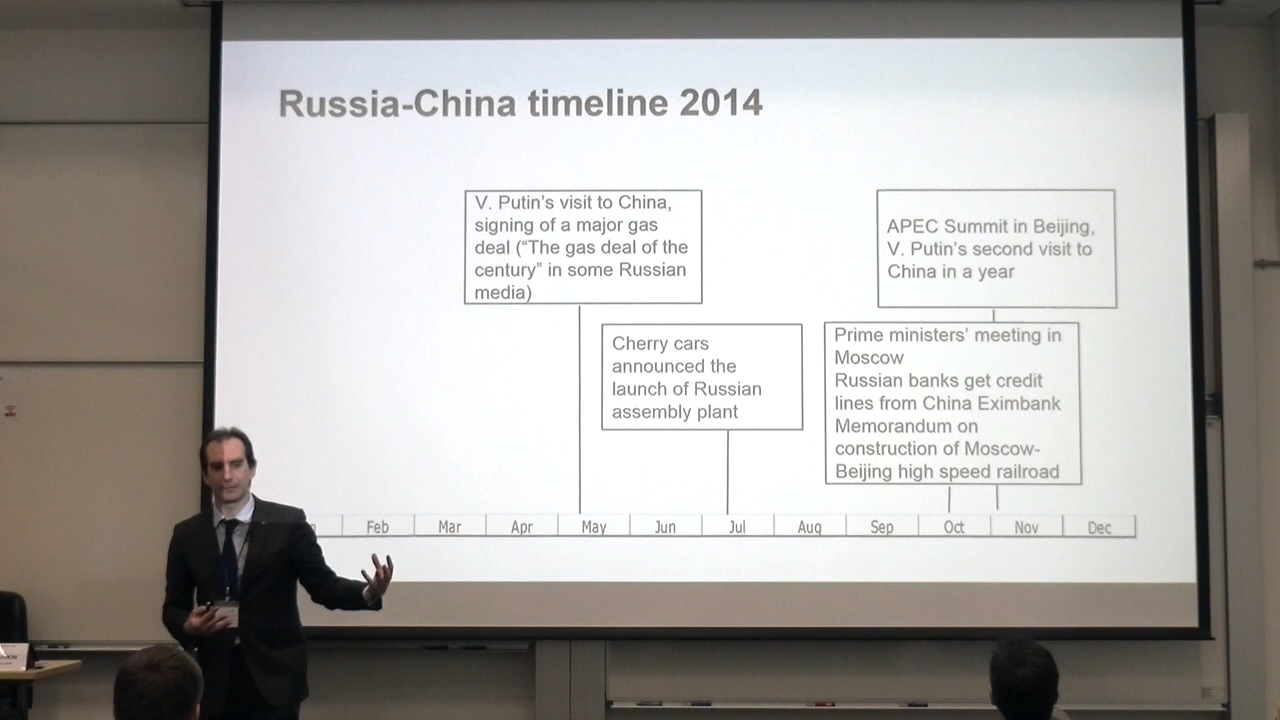 Russia-China timeline 2014
V. Putin's visit to China,
signing of a major gas
deal (“The gas deal of the
century” in some Russian
media)
APEC Summit in Beijing,
V. Putin's second visit to
China in a year
Cherry cars
announced the
launch of Russian
assembly plant
Prime ministers' meeting in
Moscow
Russian banks get credit
lines from China Eximbank
Memorandum on
construction of Moscow-
Beijing high speed railroad
Feb Mar Apr May Jun Jul Aug Sep Oct Nov Dec